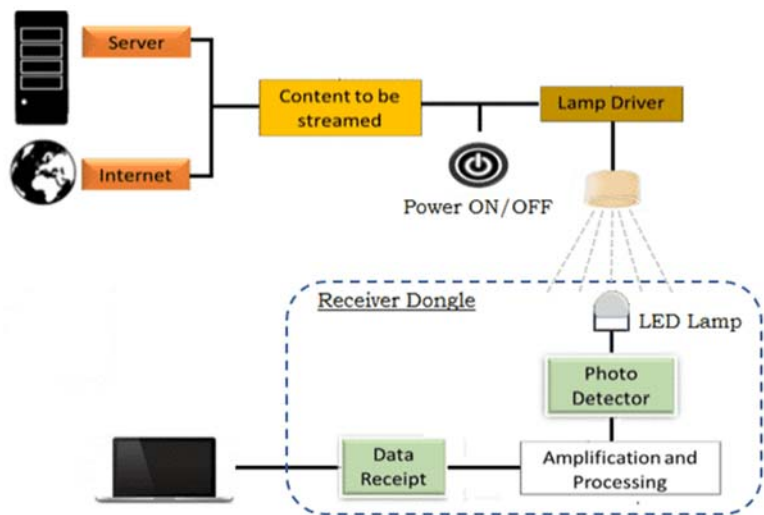 Server
Content to be
streamed
Lamp Driver
Internet
Power ON/OFF
Receiver Dongle
LED Lamp
Photo
Detector
Data
Receipt
Amplification and
Processing